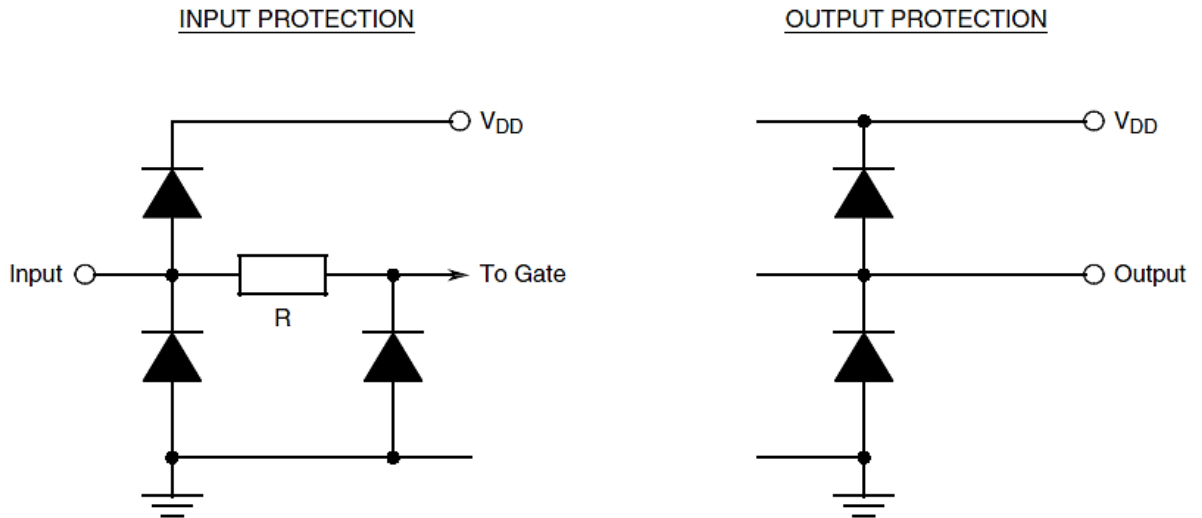 INPUT PROTECTION
VDD
Input
To Gate
R
OUTPUT PROTECTION
VDD
Output